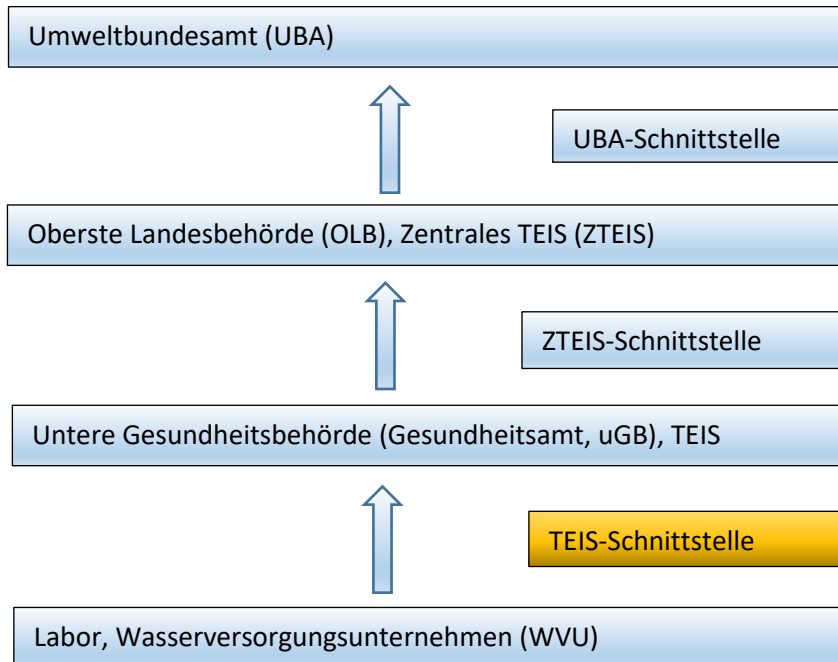 Umweltbundesamt (UBA)
UBA-Schnittstelle
Oberste Landesbehörde (OLB), Zentrales TEIS (ZTEIS)
ZTEIS-Schnittstelle
Untere Gesundheitsbehörde (Gesundheitsamt, uGB), TEIS
TEIS-Schnittstelle
Labor, Wasserversorgungsunternehmen (WVU)